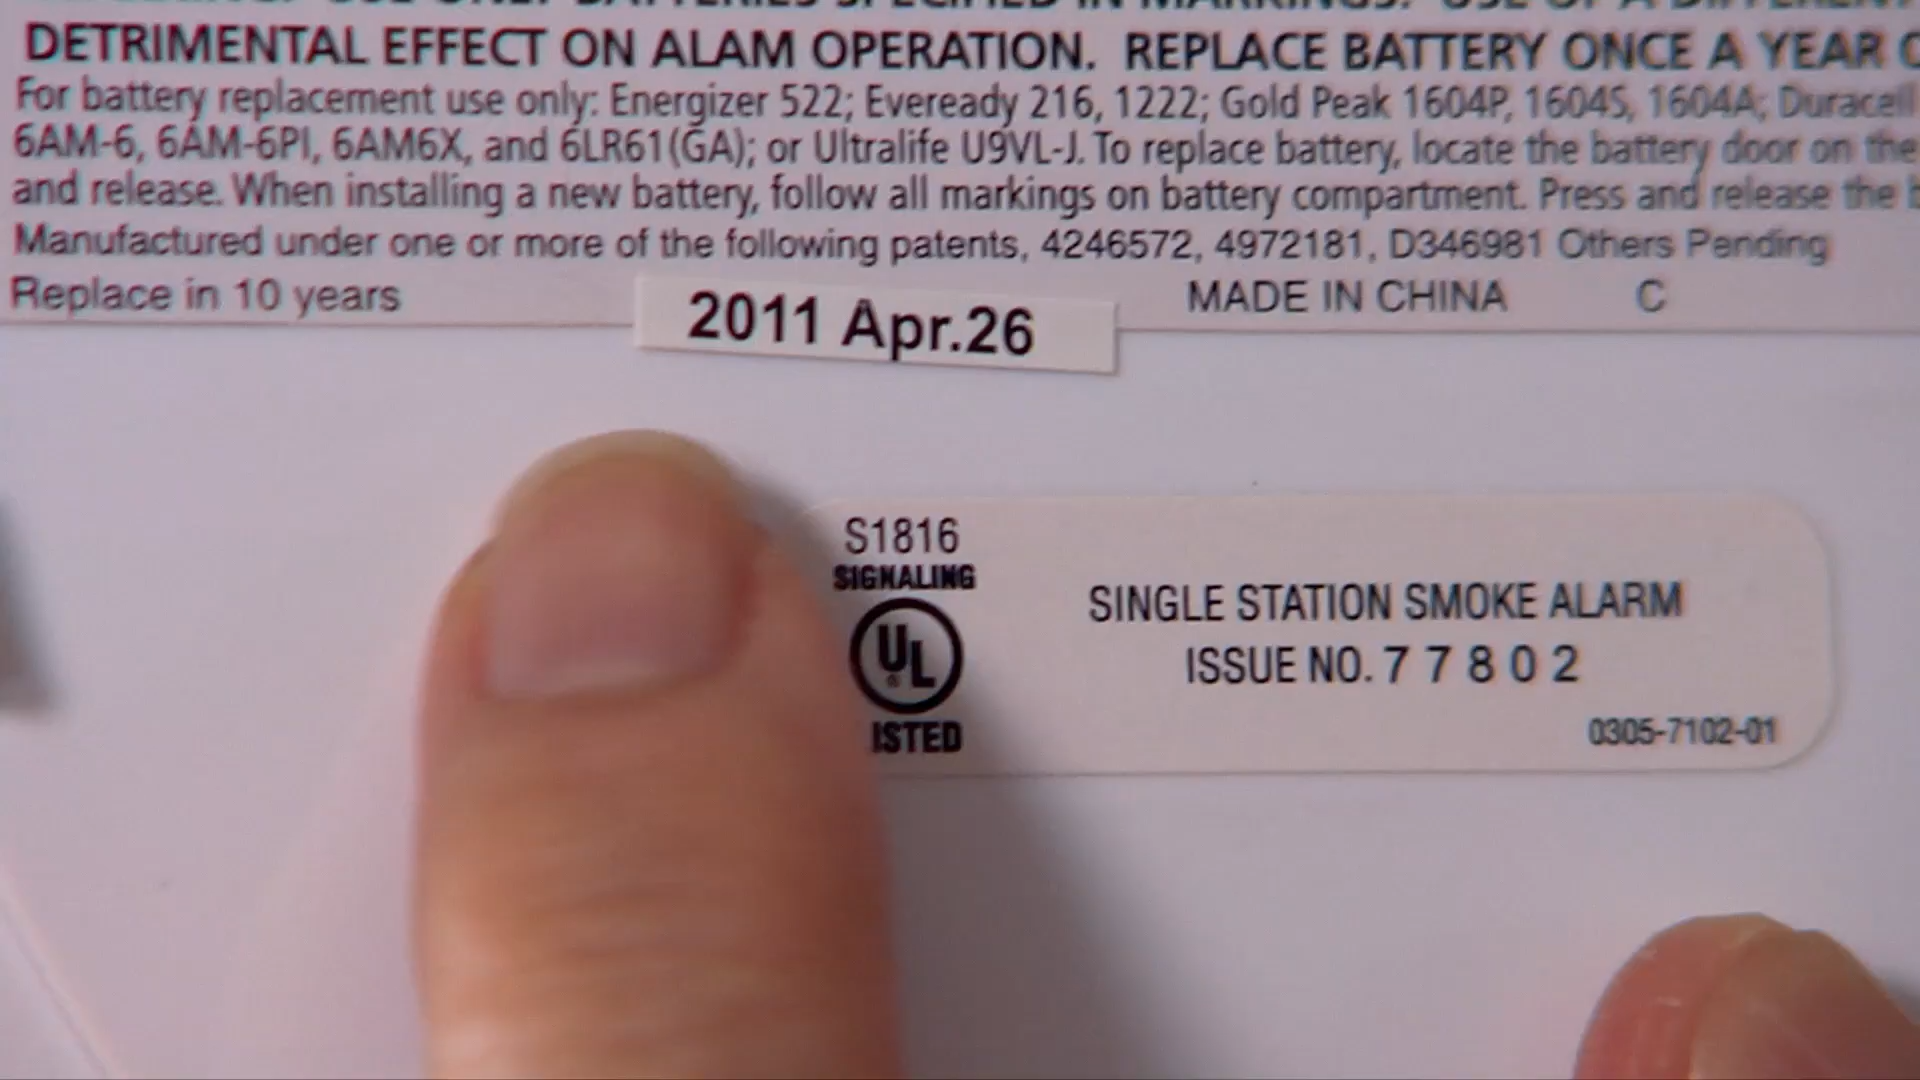 DETRIMENTAL EFFECT ON ALAM OPERATION. REPLACE BATTERY ONCE A YEAR
For battery replacement use only: Energizer 522; Eveready 216, 1222; Gold Peak 1604P, 1604S, 1604A; Duracell
6AM-6, 6AM-6PI, 6AM6X, and 6LR61(GA); or Ultralife U9VL-J. To replace battery, locate the battery door on the
and release. When installing a new battery, follow all markings on battery compartment. Press and release the
Manufactured under one or more of the following patents, 4246572, 4972181, D346981 Others Pending
Replace in 10 years 2011 Apr.26 MADE IN CHINA C
S1816
SIGNALING
UL
®
ISTED
SINGLE STATION SMOKE ALARM
ISSUE NO. 7 7 8 0 2
0305-7102-01